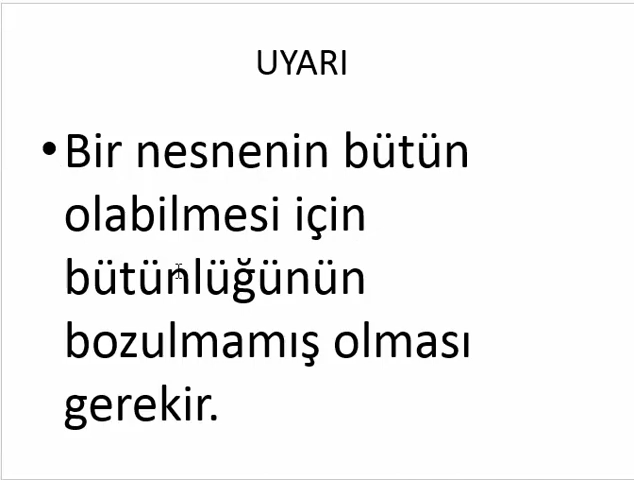 UYARI
•Bir nesnenin bütün
olabilmesi için
bütünlüğünün
bozulmamış olması
gerekir.